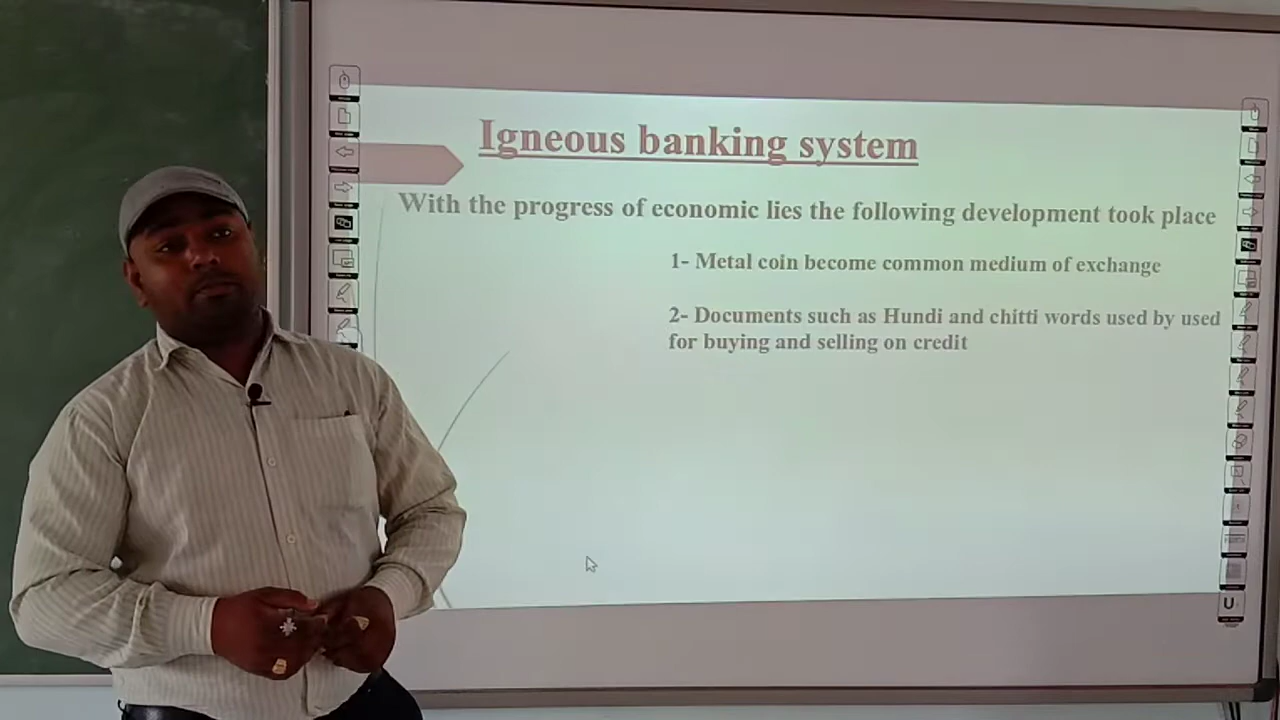 Igneous banking system
With the progress of economic lies the following development took place
1- Metal coin become common medium of exchange
2- Documents such as Hundi and chitti words used by used
for buying and selling on credit
U